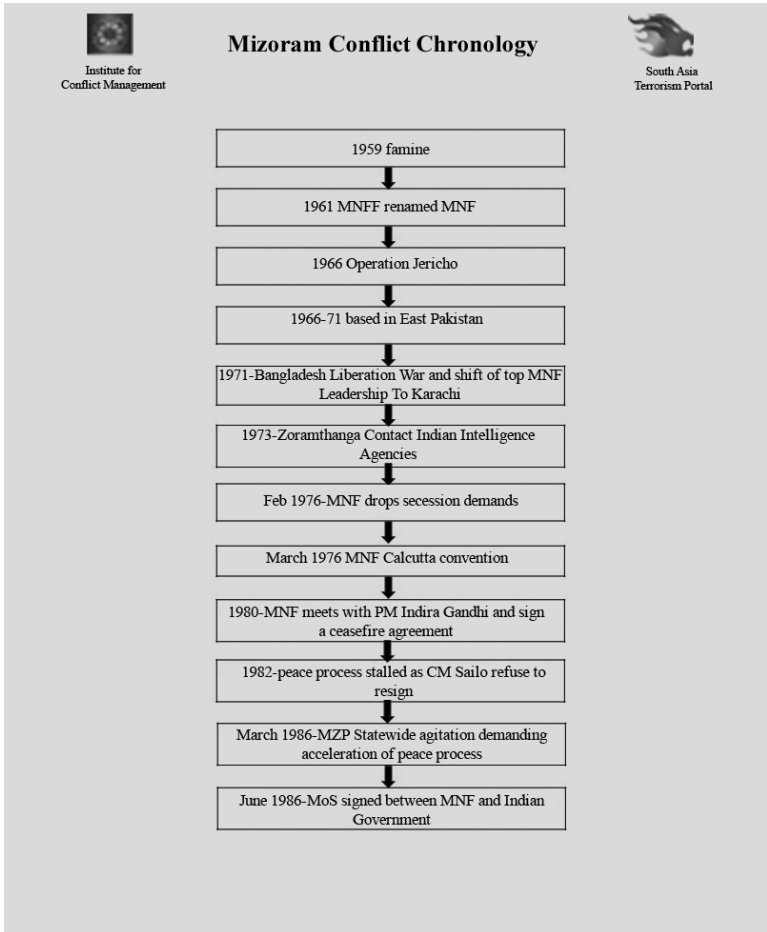 Mizoram Conflict Chronology
Institute for
Conflict Management
South Asia
Terrorism Portal
1959 famine
1961 MNFF renamed MNF
1966 Operation Jericho
1966-71 based in East Pakistan
1971-Bangladesh Liberation War and shift of top MNF
Leadership To Karachi
1973-Zoramthanga Contact Indian Intelligence
Agencies
Feb 1976-MNF drops secession demands
March 1976 MNF Calcutta convention
1980-MNF meets with PM Indira Gandhi and sign
a ceasefire agreement
1982-peace process stalled as CM Sailo refuse to
resign
March 1986-MZP Statewide agitation demanding
acceleration of peace process
June 1986-MoS signed between MNF and Indian
Government